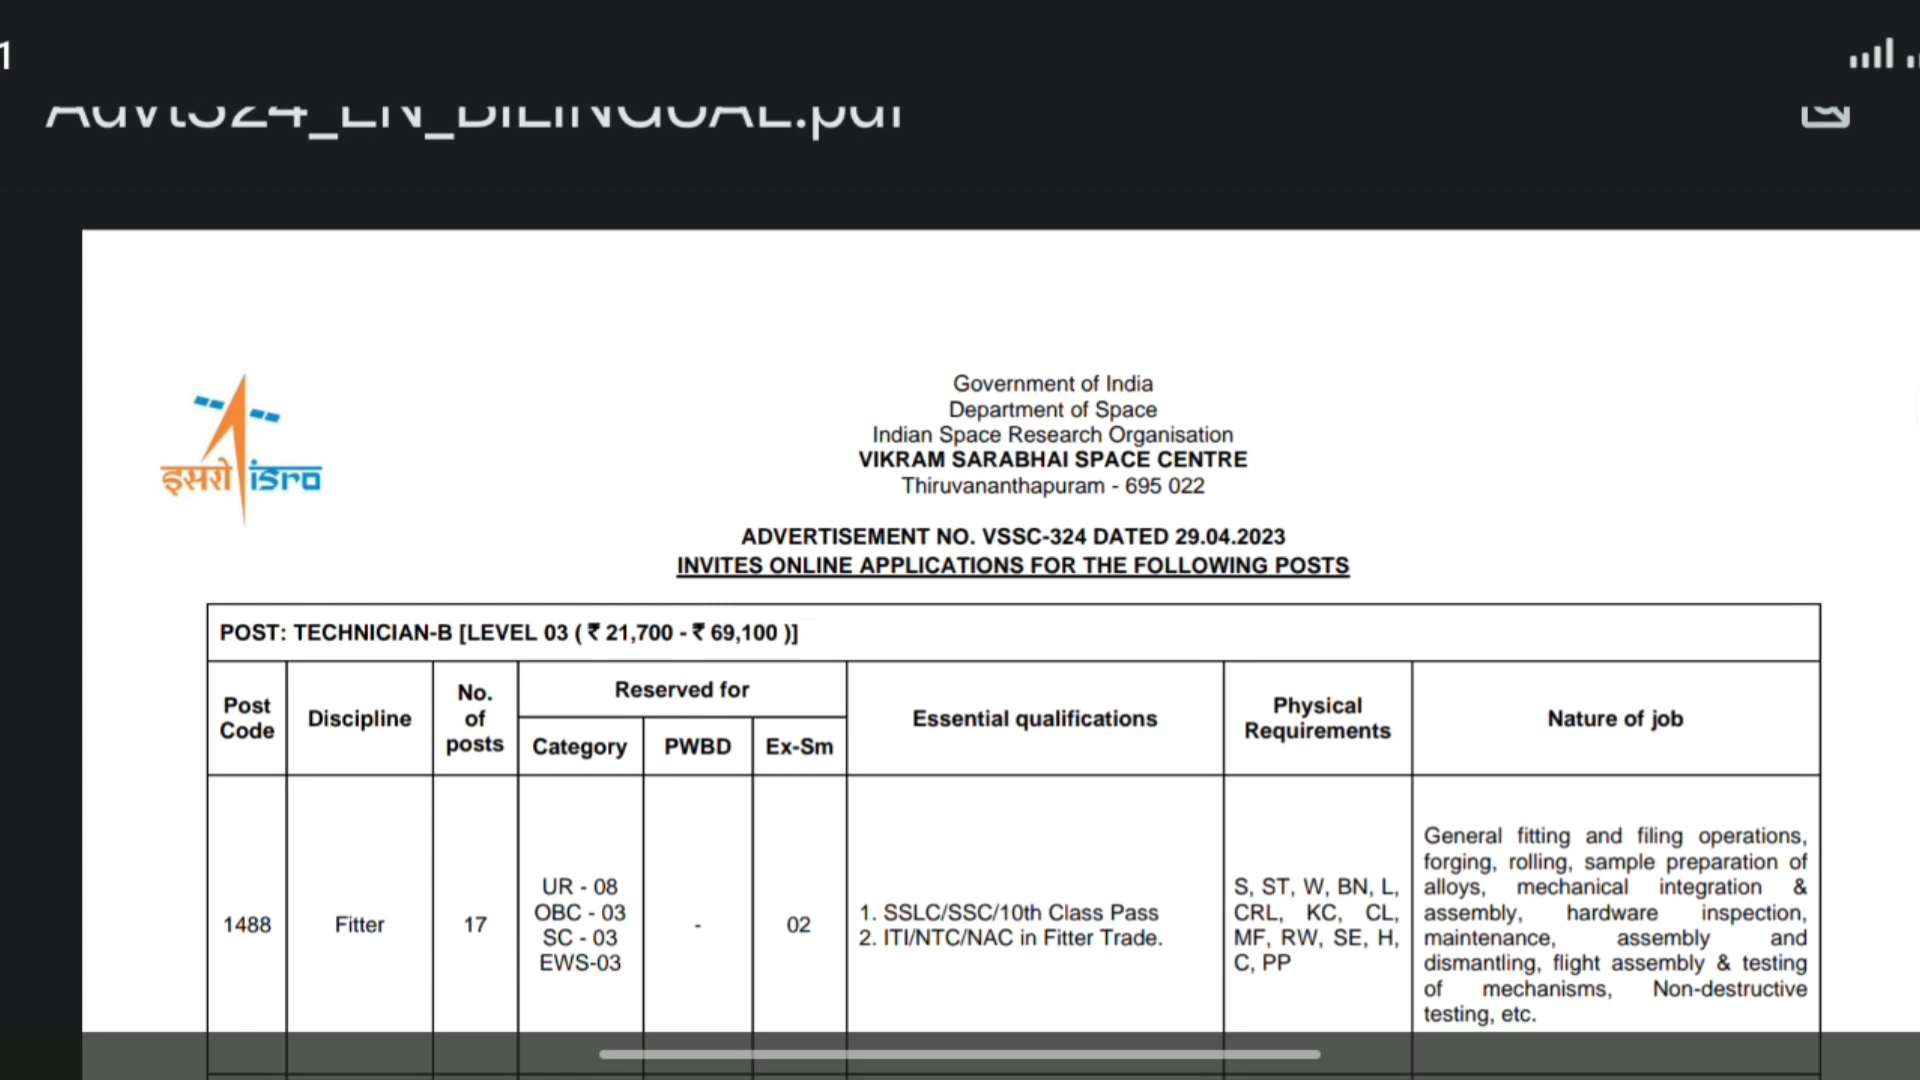 1
Advt324_EN_BILINGUAL.pdf
इसरो isro
Government of India
Department of Space
Indian Space Research Organisation
VIKRAM SARABHAI SPACE CENTRE
Thiruvananthapuram - 695 022
ADVERTISEMENT NO. VSSC-324 DATED 29.04.2023
INVITES ONLINE APPLICATIONS FOR THE FOLLOWING POSTS
POST: TECHNICIAN-B [LEVEL 03 ( ₹ 21,700 - ₹ 69,100 )]
Post
Code
Discipline
No.
of
posts
Reserved for
Category
PWBD
Ex-Sm
Essential qualifications
Physical
Requirements
Nature of job
1488
Fitter
17
UR - 08
OBC - 03
SC - 03
EWS-03
-
02
1. SSLC/SSC/10th Class Pass
2. ITI/NTC/NAC in Fitter Trade.
S, ST, W, BN, L,
CRL, KC, CL,
MF, RW, SE, H,
C, PP
General fitting and filing operations,
forging, rolling, sample preparation of
alloys, mechanical integration &
assembly, hardware inspection,
maintenance, assembly and
dismantling, flight assembly & testing
of mechanisms, Non-destructive
testing, etc.